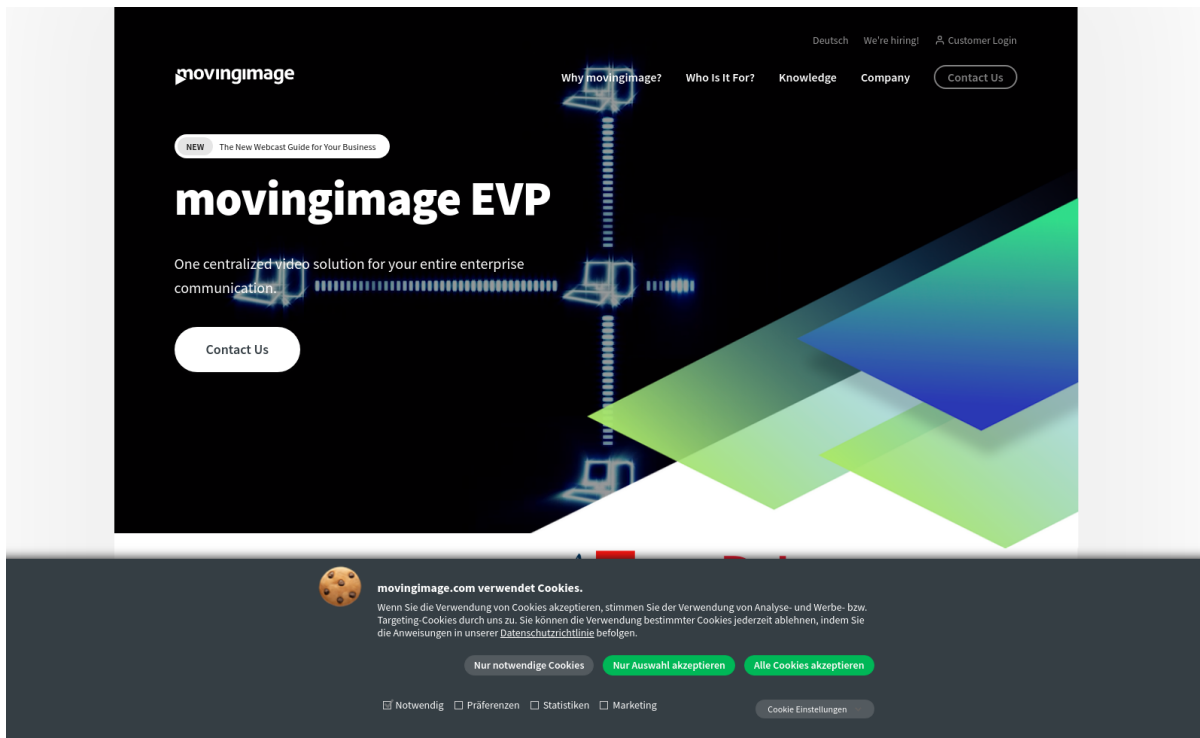 Deutsch We're hiring! Customer Login
movingimage Why movingimage? Who Is It For? Knowledge Company Contact Us
NEW The New Webcast Guide for Your Business
movingimage EVP
One centralized video solution for your entire enterprise
communication.
Contact Us
movingimage.com verwendet Cookies.
Wenn Sie die Verwendung von Cookies akzeptieren, stimmen Sie der Verwendung von Analyse- und Werbe- bzw.
Targeting-Cookies durch uns zu. Sie können die Verwendung bestimmter Cookies jederzeit ablehnen, indem Sie
die Anweisungen in unserer Datenschutzrichtlinie befolgen.
Nur notwendige Cookies Nur Auswahl akzeptieren Alle Cookies akzeptieren
Notwendig Präferenzen Statistiken Marketing Cookie Einstellungen